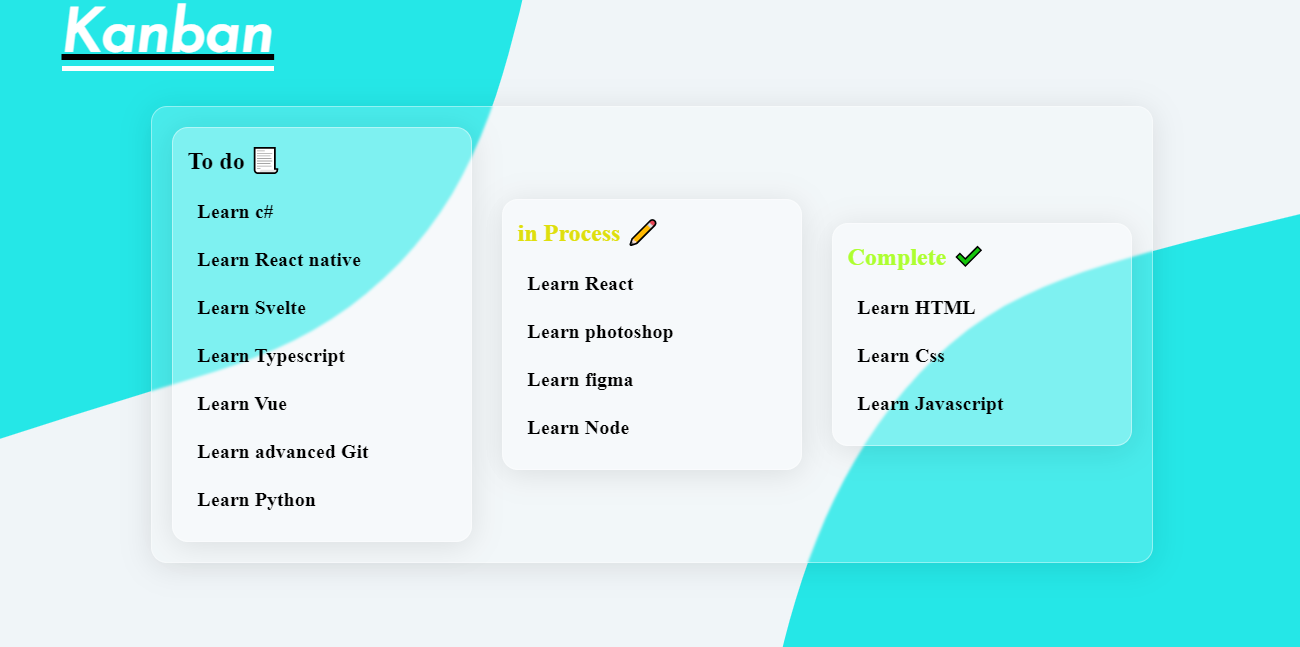 Kanban
To do 📃
Learn c#
Learn React native
Learn Svelte
Learn Typescript
Learn Vue
Learn advanced Git
Learn Python
in Process ✏️
Learn React
Learn photoshop
Learn figma
Learn Node
Complete ✔️
Learn HTML
Learn Css
Learn Javascript